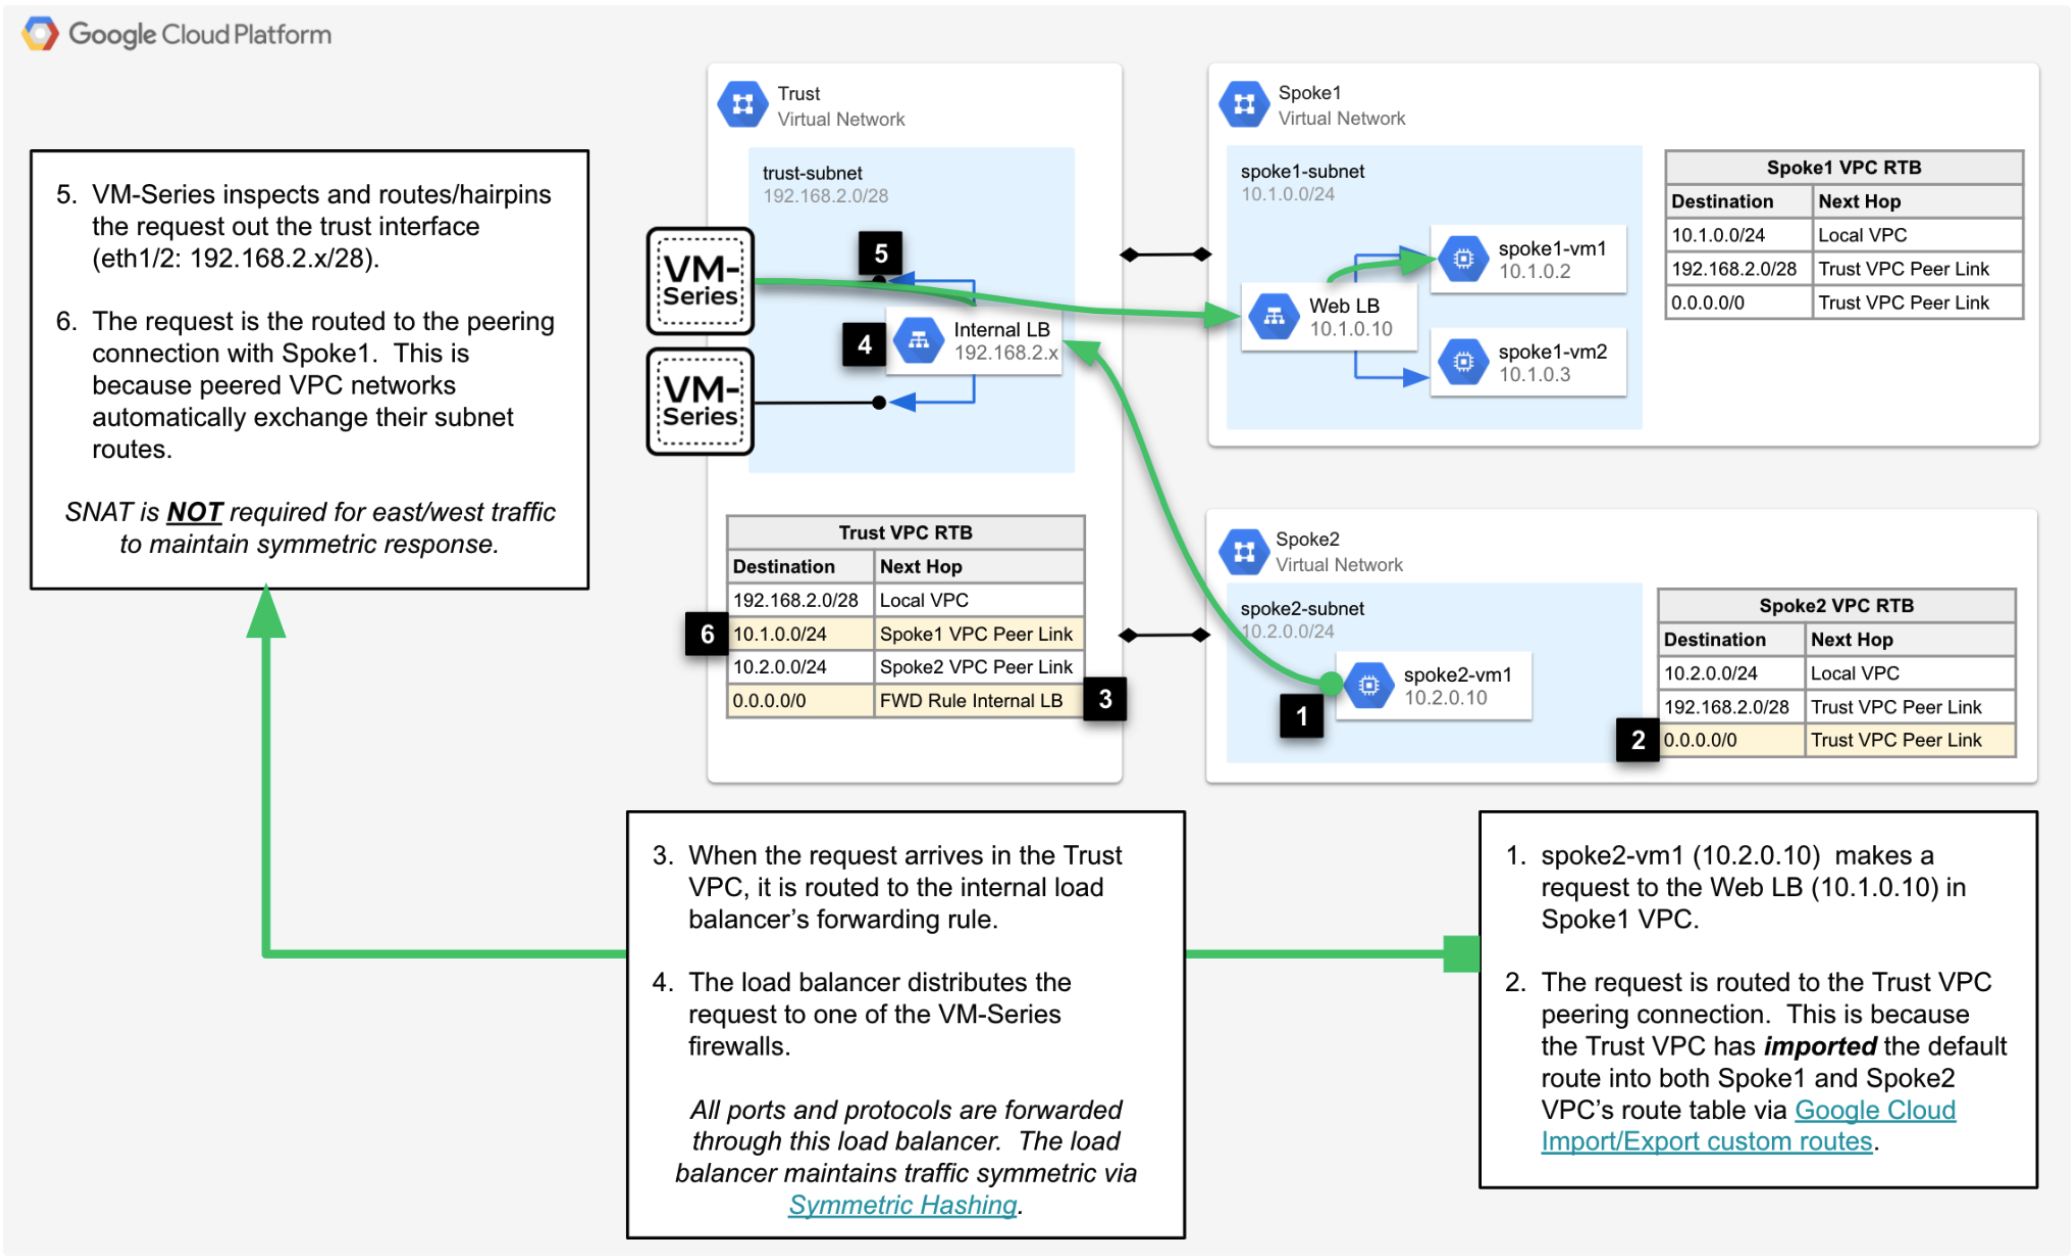 Google Cloud Platform
Trust
Virtual Network
trust-subnet
192.168.2.0/28
VM-
Series
VM-
Series
5
4
Internal LB
192.168.2.x
Trust VPC RTB
Destination Next Hop
192.168.2.0/28 Local VPC
6 10.1.0.0/24 Spoke1 VPC Peer Link
10.2.0.0/24 Spoke2 VPC Peer Link
0.0.0.0/0 FWD Rule Internal LB 3
Spoke1
Virtual Network
spoke1-subnet
10.1.0.0/24
Web LB
10.1.0.10
spoke1-vm1
10.1.0.2
spoke1-vm2
10.1.0.3
Spoke1 VPC RTB
Destination Next Hop
10.1.0.0/24 Local VPC
192.168.2.0/28 Trust VPC Peer Link
0.0.0.0/0 Trust VPC Peer Link
Spoke2
Virtual Network
spoke2-subnet
10.2.0.0/24
spoke2-vm1
10.2.0.10
1
Spoke2 VPC RTB
Destination Next Hop
10.2.0.0/24 Local VPC
192.168.2.0/28 Trust VPC Peer Link
2 0.0.0.0/0 Trust VPC Peer Link
5. VM-Series inspects and routes/hairpins
the request out the trust interface
(eth1/2: 192.168.2.x/28).
6. The request is the routed to the peering
connection with Spoke1. This is
because peered VPC networks
automatically exchange their subnet
routes.
SNAT is NOT required for east/west traffic
to maintain symmetric response.
3. When the request arrives in the Trust
VPC, it is routed to the internal load
balancer’s forwarding rule.
4. The load balancer distributes the
request to one of the VM-Series
firewalls.
All ports and protocols are forwarded
through this load balancer. The load
balancer maintains traffic symmetric via
Symmetric Hashing.
1. spoke2-vm1 (10.2.0.10) makes a
request to the Web LB (10.1.0.10) in
Spoke1 VPC.
2. The request is routed to the Trust VPC
peering connection. This is because
the Trust VPC has imported the default
route into both Spoke1 and Spoke2
VPC’s route table via Google Cloud
Import/Export custom routes.